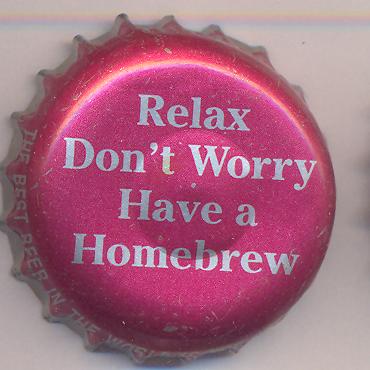 Relax
Don't Worry
Have a
Homebrew
THE BEST BEER IN THE